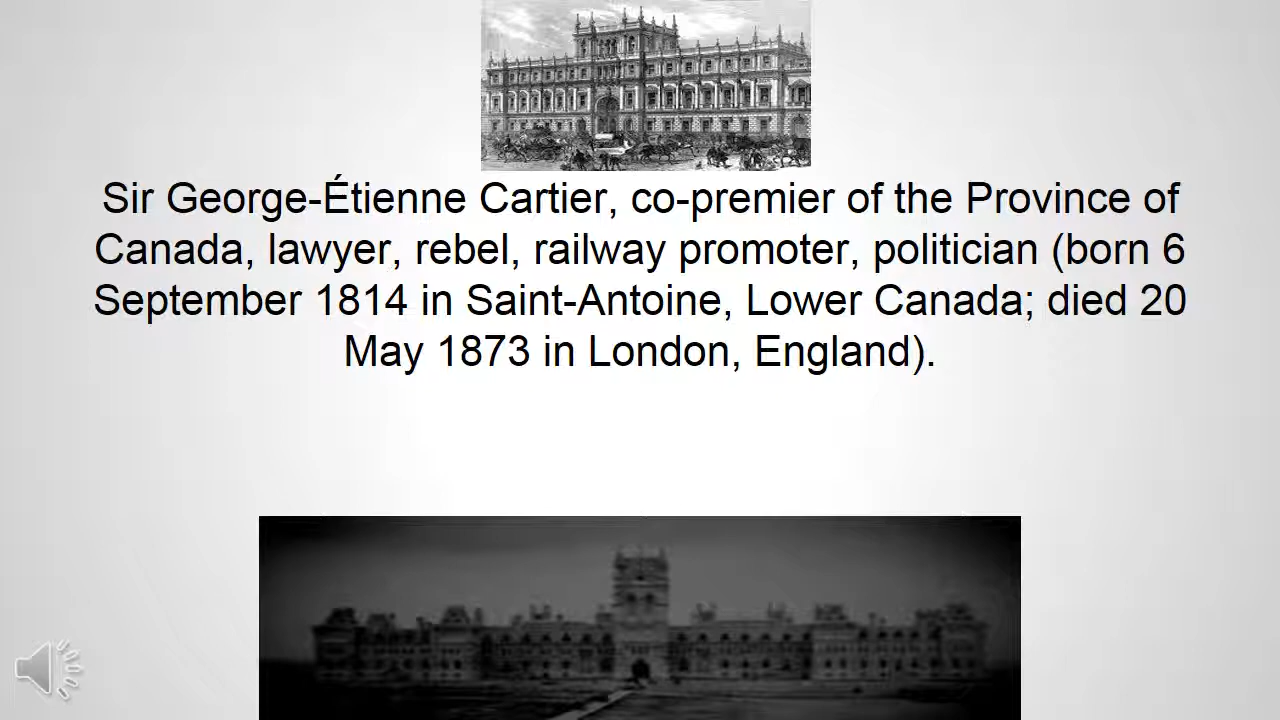 Sir George-Étienne Cartier, co-premier of the Province of
Canada, lawyer, rebel, railway promoter, politician (born 6
September 1814 in Saint-Antoine, Lower Canada; died 20
May 1873 in London, England).